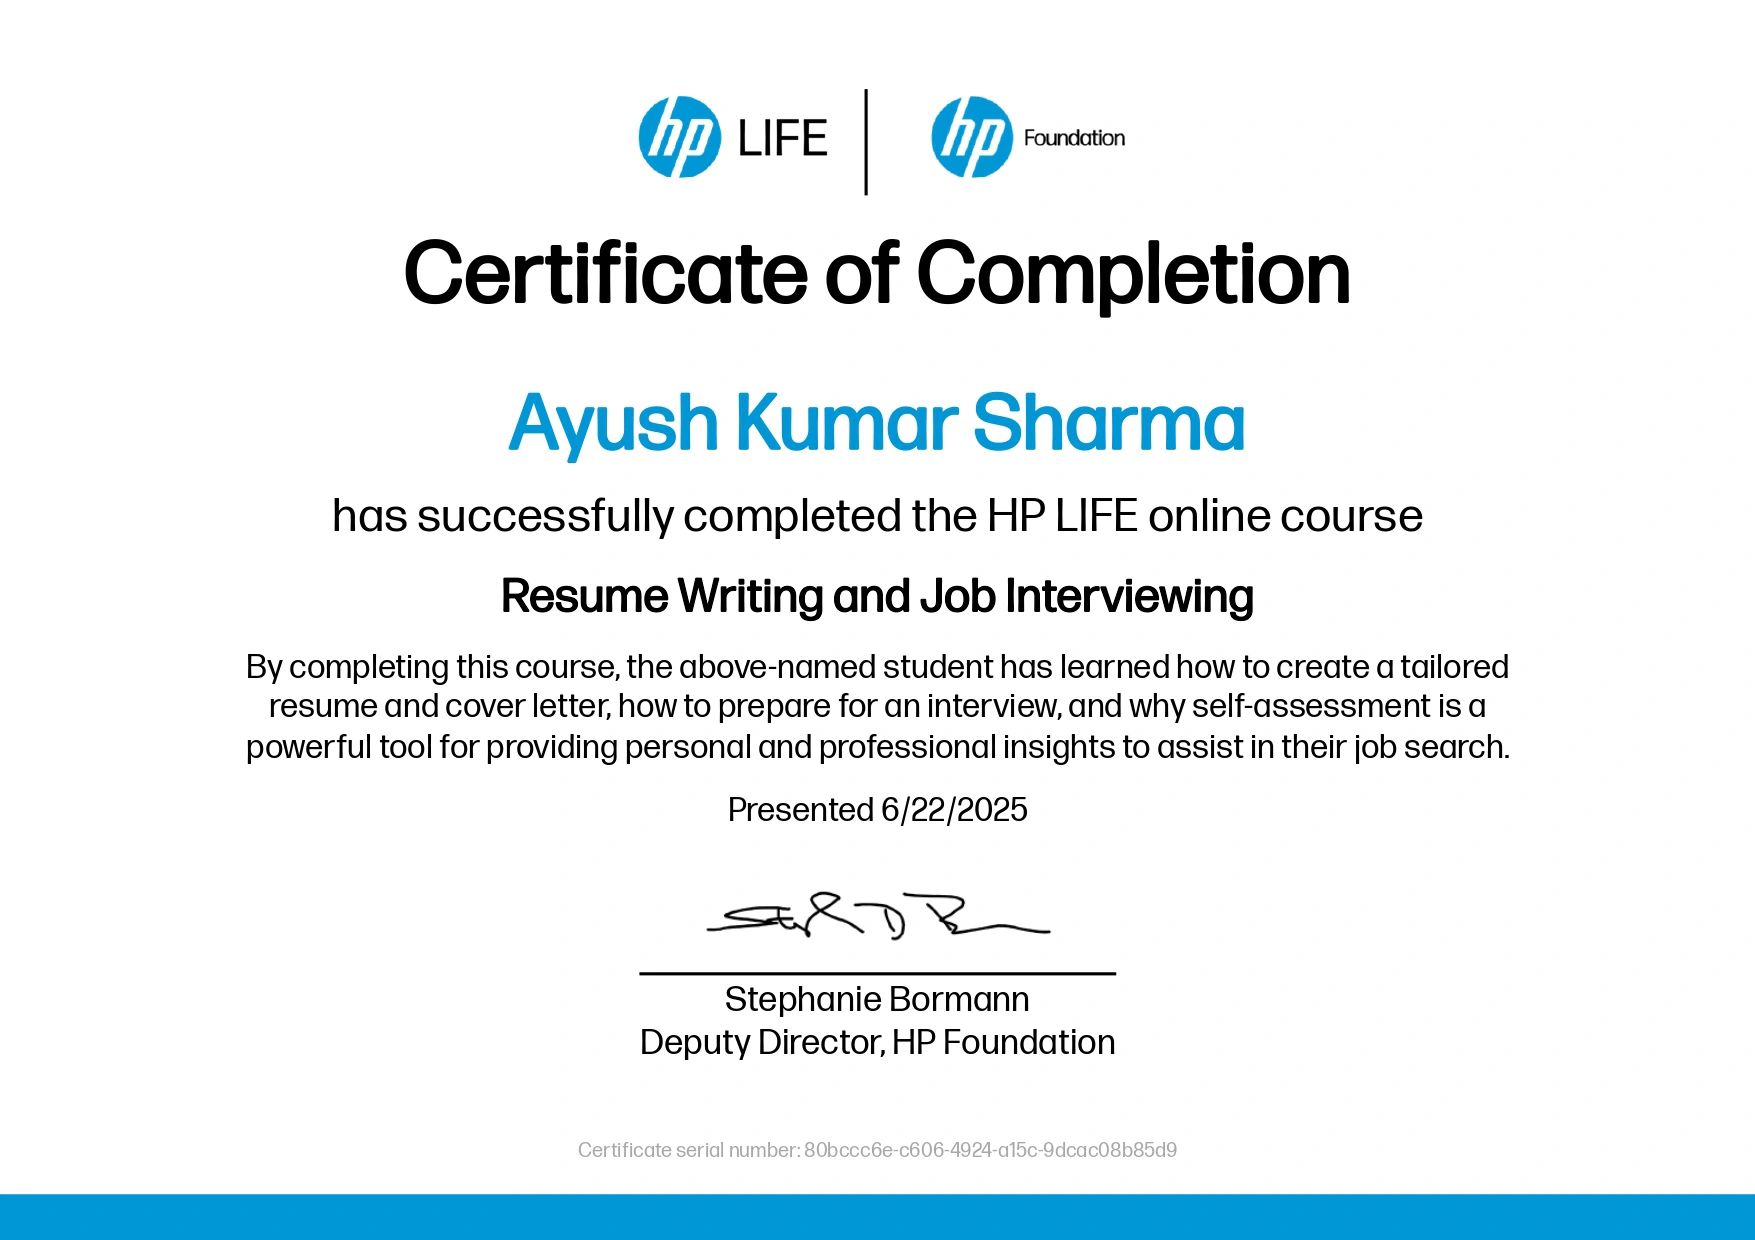 hp LIFE hp Foundation
Certificate of Completion
Ayush Kumar Sharma
has successfully completed the HP LIFE online course
Resume Writing and Job Interviewing
By completing this course, the above-named student has learned how to create a tailored
resume and cover letter, how to prepare for an interview, and why self-assessment is a
powerful tool for providing personal and professional insights to assist in their job search.
Presented 6/22/2025
Stephanie Bormann
Deputy Director, HP Foundation
Certificate serial number: 80bccc6e-c606-4924-a15c-9dcac08b85d9